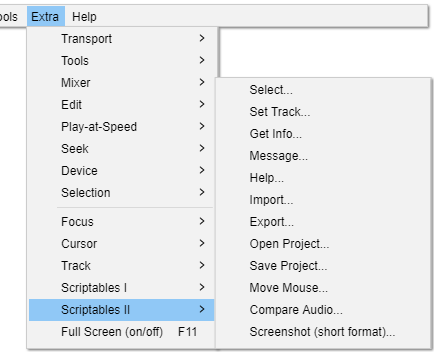 ools Extra Help
Transport
Tools
Mixer
Edit
Play-at-Speed
Seek
Device
Selection
Focus
Cursor
Track
Scriptables I
Scriptables II
Full Screen (on/off) F11
Select...
Set Track...
Get Info...
Message...
Help...
Import...
Export...
Open Project...
Save Project...
Move Mouse...
Compare Audio...
Screenshot (short format)...